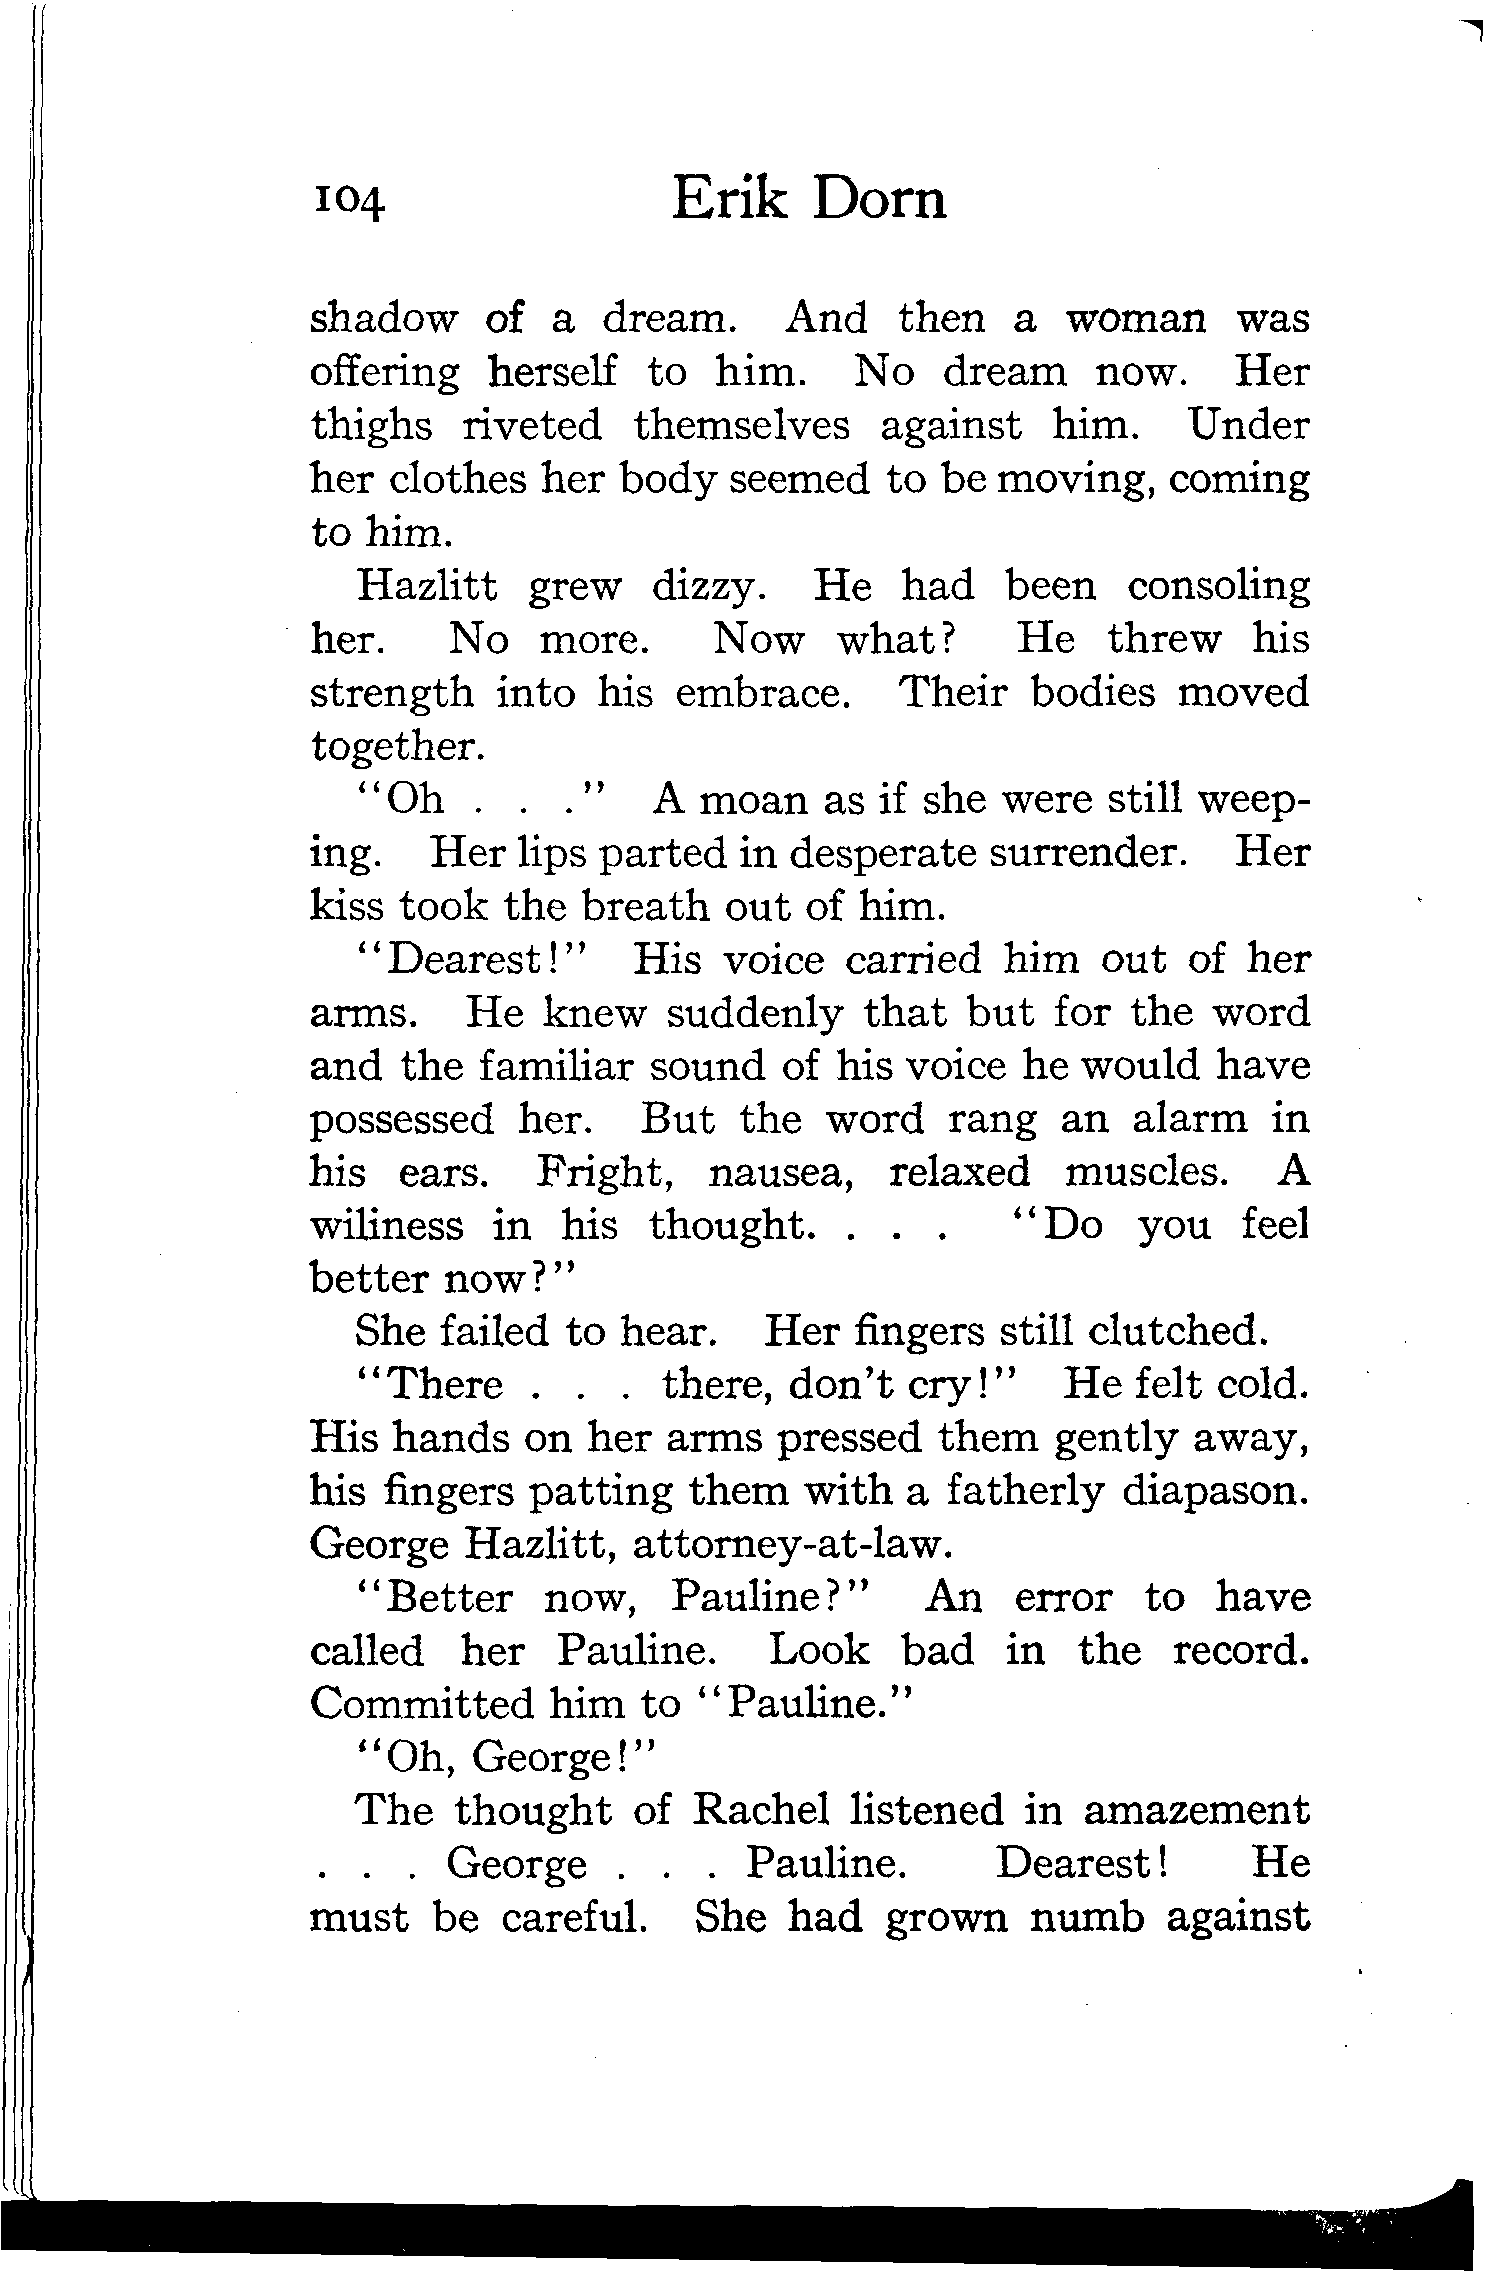 104 Erik Dorn
shadow of a dream. And then a woman was
offering herself to him. No dream now. Her
thighs riveted themselves against him. Under
her clothes her body seemed to be moving, coming
to him.
Hazlitt grew dizzy. He had been consoling
her. No more. Now what? He threw his
strength into his embrace. Their bodies moved
together.
"Oh . . ." A moan as if she were still weep-
ing. Her lips parted in desperate surrender. Her
kiss took the breath out of him.
"Dearest!" His voice carried him out of her
arms. He knew suddenly that but for the word
and the familiar sound of his voice he would have
possessed her. But the word rang an alarm in
his ears. Fright, nausea, relaxed muscles. A
wiliness in his thought. . . . "Do you feel
better now?"
She failed to hear. Her fingers still clutched.
"There . . . there, don't cry!" He felt cold.
His hands on her arms pressed them gently away,
his fingers patting them with a fatherly diapason.
George Hazlitt, attorney-at-law.
"Better now, Pauline?" An error to have
called her Pauline. Look bad in the record.
Committed him to "Pauline."
"Oh, George!"
The thought of Rachel listened in amazement
. . . George . . . Pauline. Dearest! He
must be careful. She had grown numb against